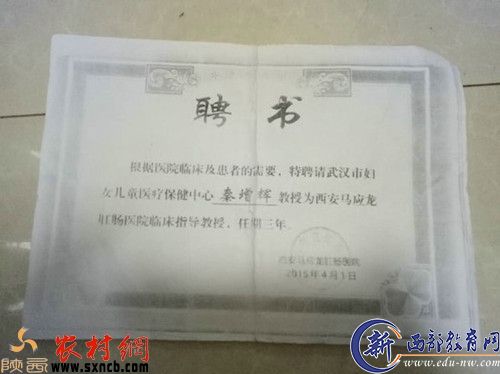 聘书
根据医院临床及患者的需要，特聘请武汉市妇
女儿童医疗保健中心 秦增辉 教授为西安马应龙
肛肠医院临床指导教授，任期三年。
西安马应龙肛肠医院
2015年4月1日
陕西农村網
www.sxncb.com
新 西部教育网
www.edu-nw.com